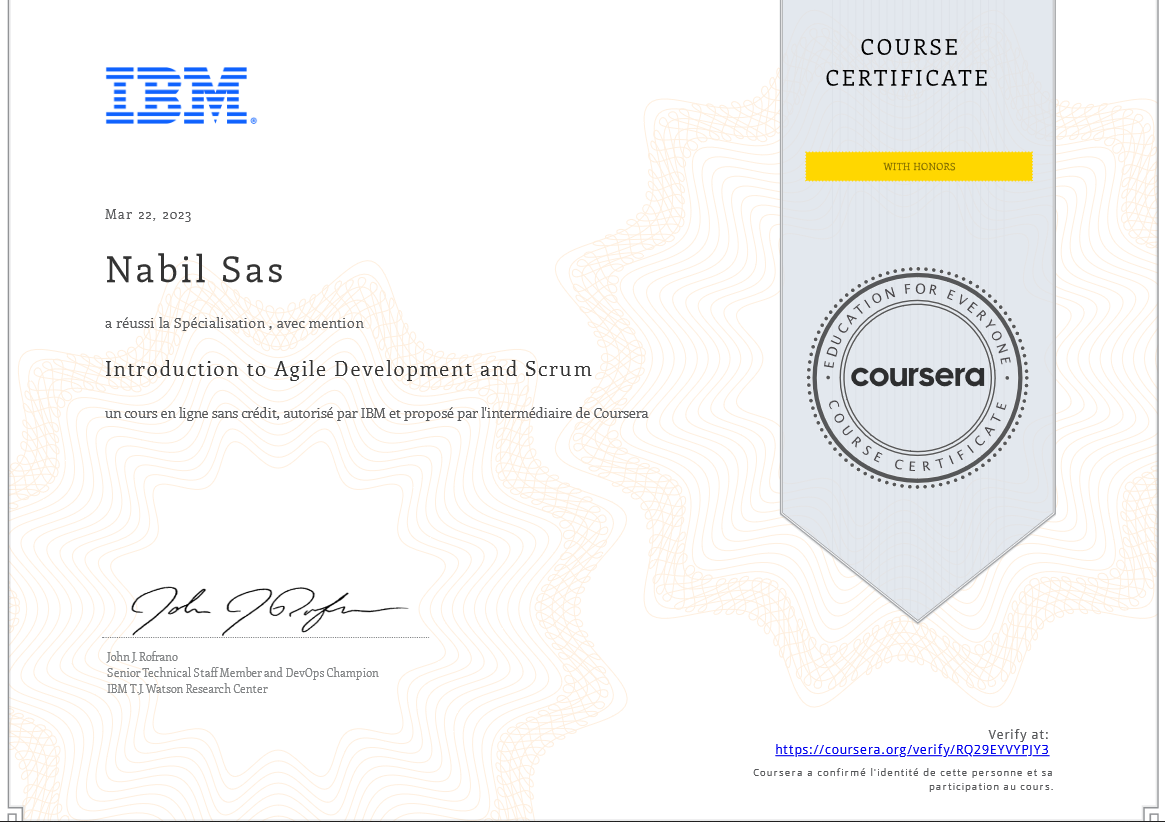 IBM®
COURSE
CERTIFICATE
WITH HONORS
Mar 22, 2023
Nabil Sas
a réussi la Spécialisation , avec mention
Introduction to Agile Development and Scrum
un cours en ligne sans crédit, autorisé par IBM et proposé par l'intermédiaire de Coursera
EDUCATION FOR EVERYONE
coursera
COURSE CERTIFICATE
John J Rofrano
John J. Rofrano
Senior Technical Staff Member and DevOps Champion
IBM T.J. Watson Research Center
Verify at:
https://coursera.org/verify/RQ29EYVYPJY3
Coursera a confirmé l'identité de cette personne et sa
participation au cours.